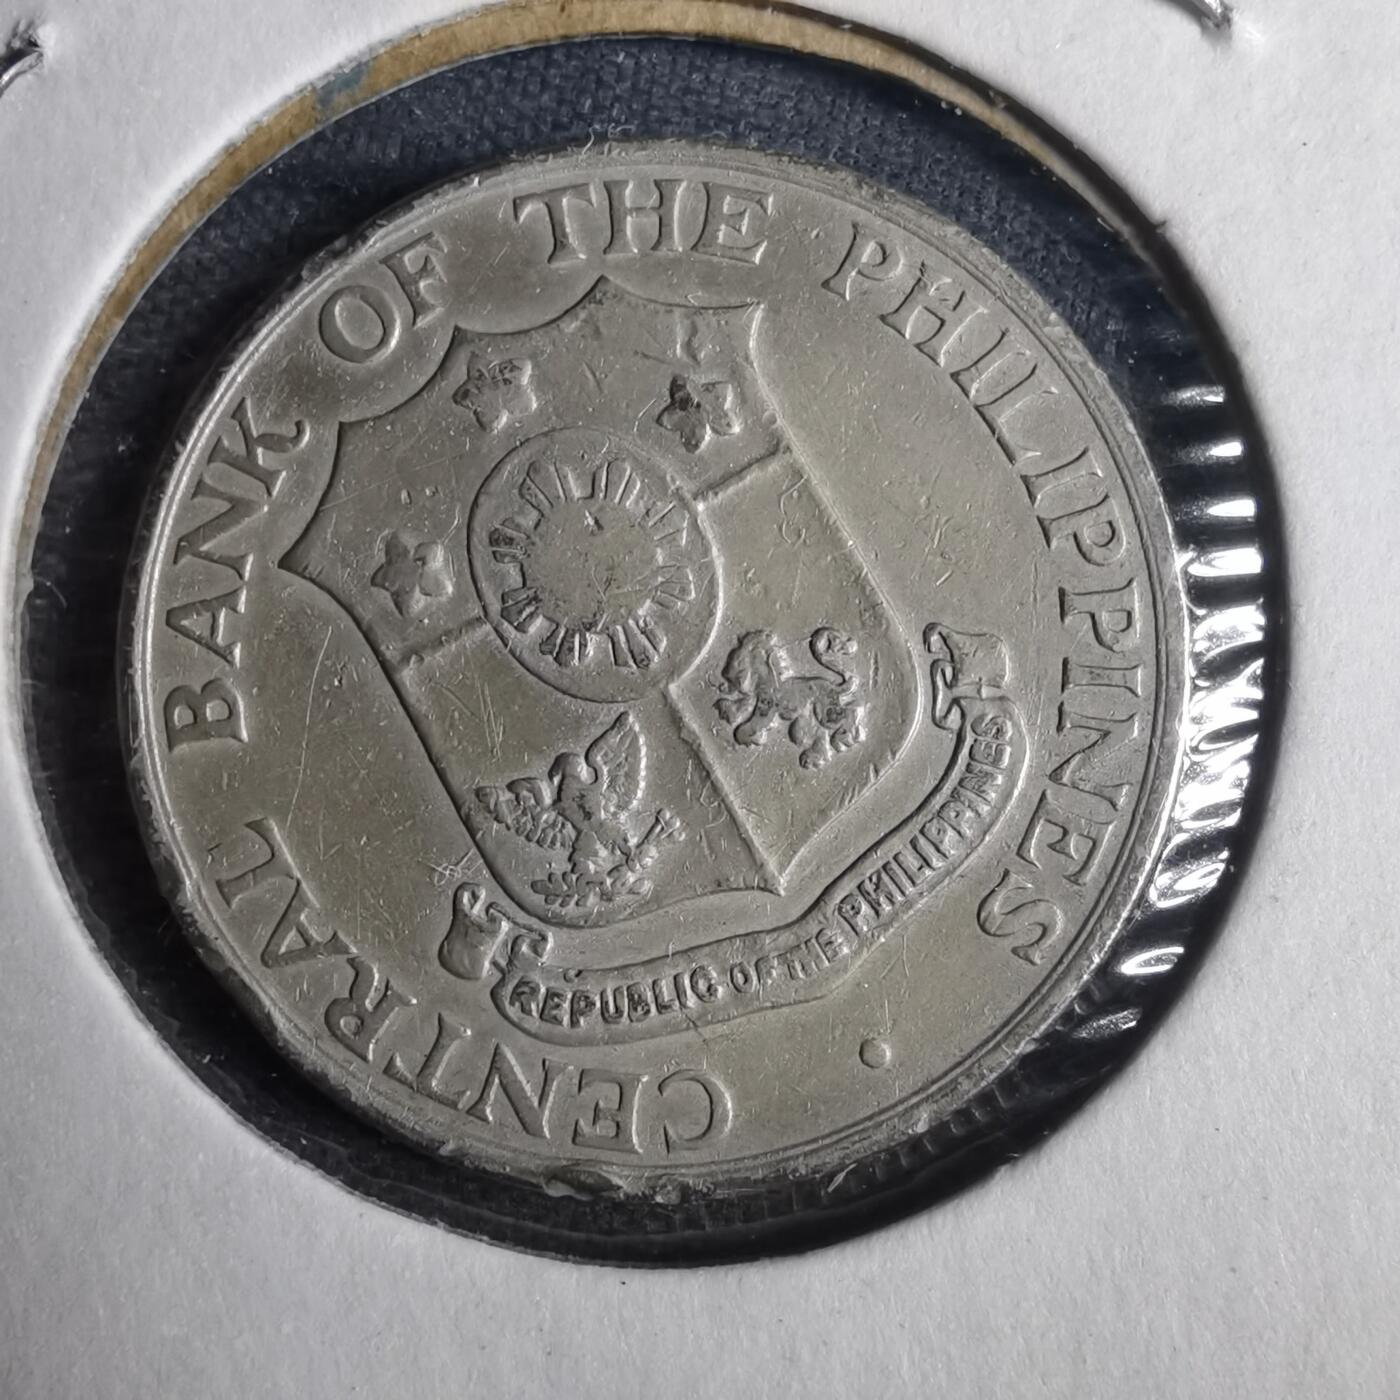 CENTRAL BANK OF THE PHILIPPINES
REPUBLIC OF THE PHILIPPINES